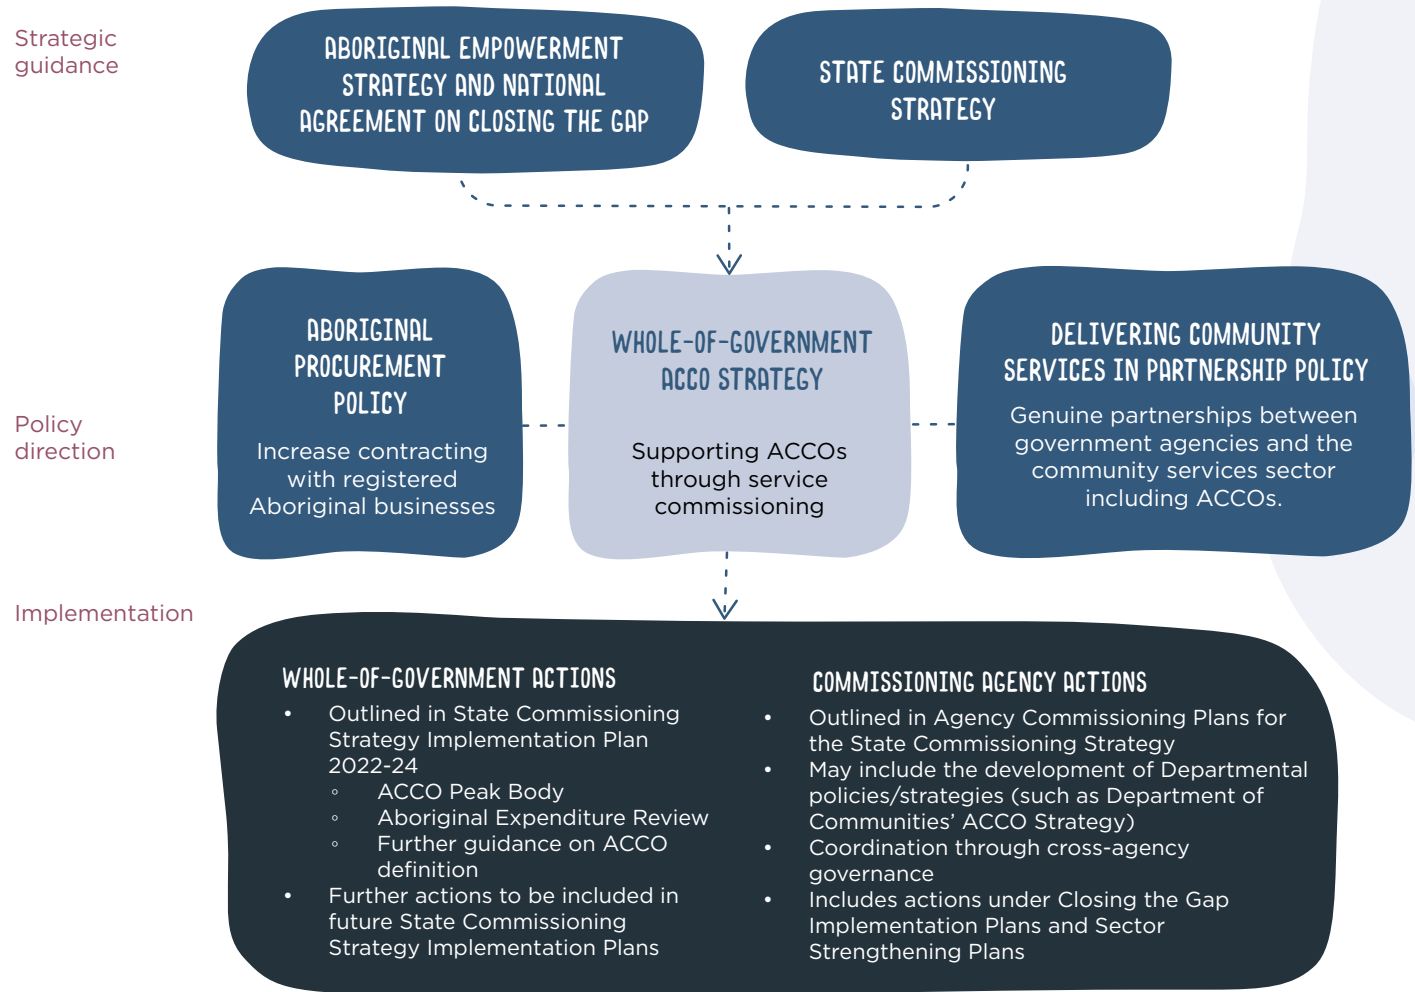 Strategic
guidance
ABORIGINAL EMPOWERMENT
STRATEGY AND NATIONAL
AGREEMENT ON CLOSING THE GAP
STATE COMMISSIONING
STRATEGY
Policy
direction
ABORIGINAL
PROCUREMENT
POLICY
Increase contracting
with registered
Aboriginal businesses
WHOLE-OF-GOVERNMENT
ACCO STRATEGY
Supporting ACCOs
through service
commissioning
DELIVERING COMMUNITY
SERVICES IN PARTNERSHIP POLICY
Genuine partnerships between
government agencies and the
community services sector
including ACCOs.
Implementation
WHOLE-OF-GOVERNMENT ACTIONS
• Outlined in State Commissioning
Strategy Implementation Plan
2022-24
◦ ACCO Peak Body
◦ Aboriginal Expenditure Review
◦ Further guidance on ACCO
definition
• Further actions to be included in
future State Commissioning
Strategy Implementation Plans
COMMISSIONING AGENCY ACTIONS
• Outlined in Agency Commissioning Plans for
the State Commissioning Strategy
• May include the development of Departmental
policies/strategies (such as Department of
Communities’ ACCO Strategy)
• Coordination through cross-agency
governance
• Includes actions under Closing the Gap
Implementation Plans and Sector
Strengthening Plans